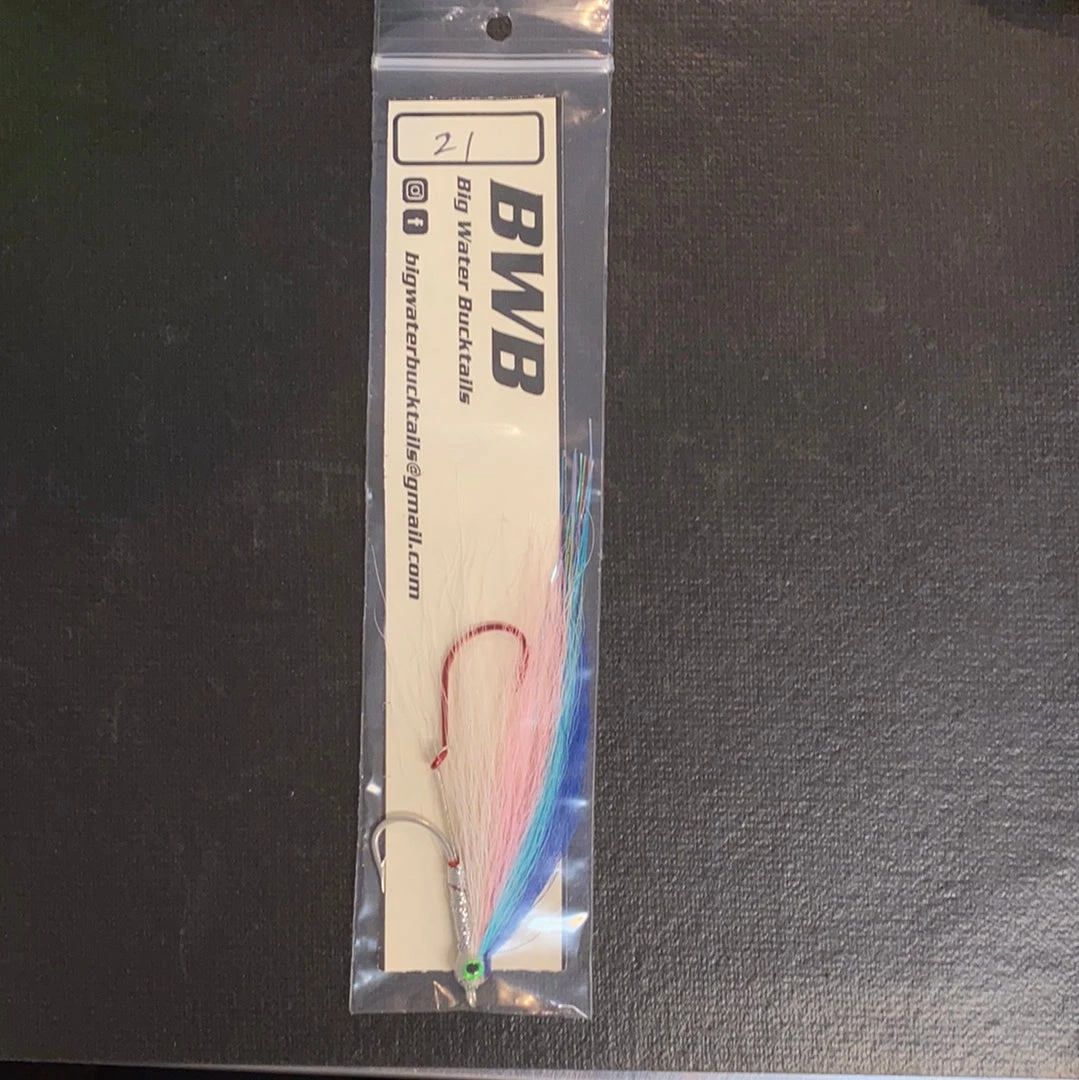 21
BWB
Big Water Bucktails
bigwaterbucktails@gmail.com